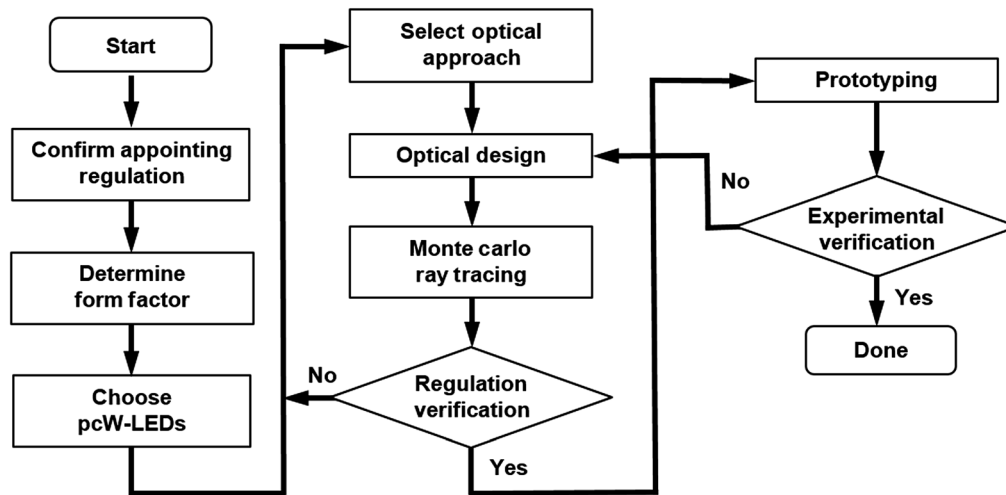 Start
Confirm appointing
regulation
Determine
form factor
Choose
pcW-LEDs
Select optical
approach
Optical design
Monte carlo
ray tracing
Regulation
verification
No
Yes
Prototyping
Experimental
verification
No
Yes
Done